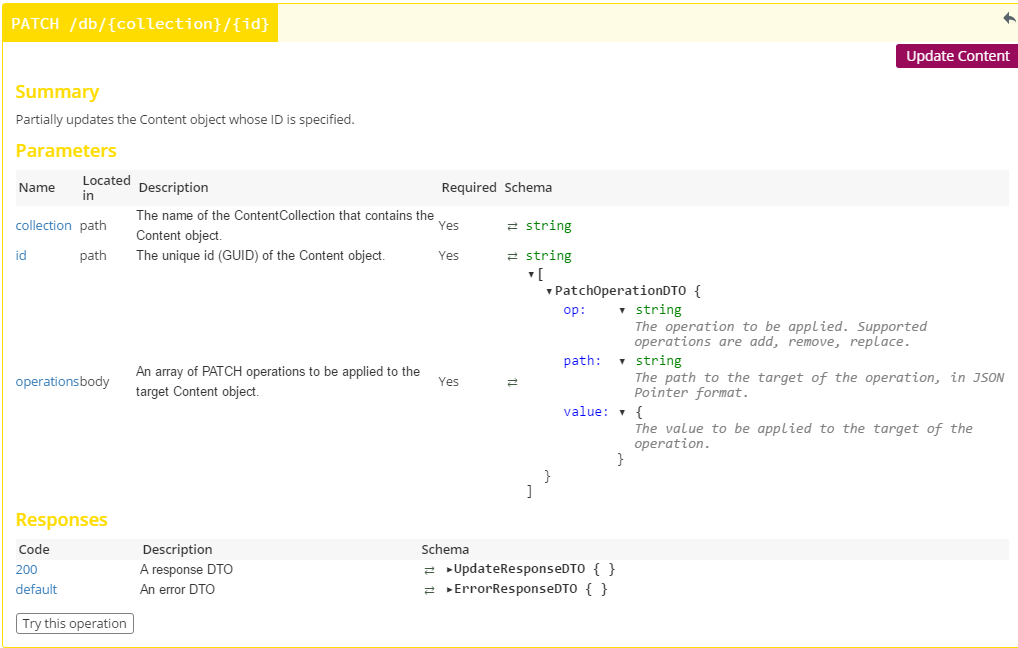 PATCH /db/{collection}/{id}
Update Content
Summary
Partially updates the Content object whose ID is specified.
Parameters
Name Located in Description Required Schema
collection path The name of the ContentCollection that contains the Content object. Yes ⇄ string
id path The unique id (GUID) of the Content object. Yes ⇄ string
▾[
▾PatchOperationDTO {
op: ▾ string
The operation to be applied. Supported
operations are add, remove, replace.
path: ▾ string
The path to the target of the operation, in JSON
Pointer format.
operations body An array of PATCH operations to be applied to the target Content object. Yes ⇄
value: ▾ {
The value to be applied to the target of the
operation.
}
}
]
Responses
Code Description Schema
200 A response DTO ⇄ ▸UpdateResponseDTO { }
default An error DTO ⇄ ▸ErrorResponseDTO { }
Try this operation